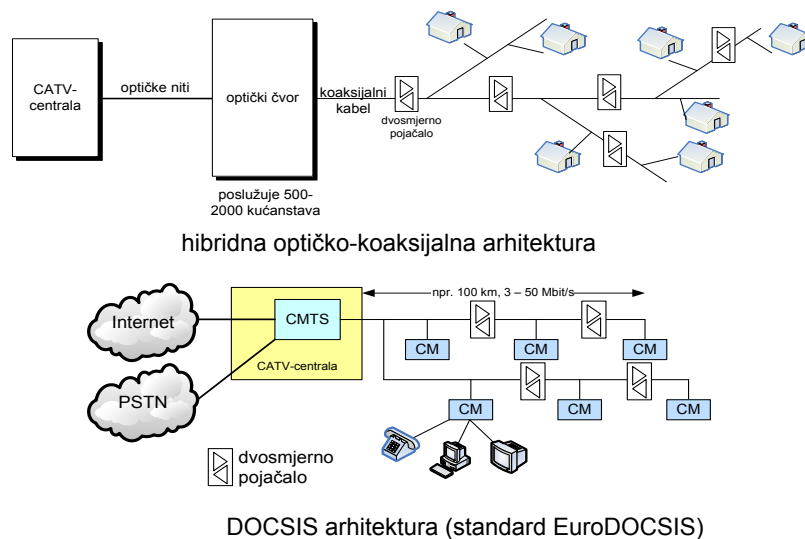 CATV-
centrala
optičke niti
optički čvor
koaksijalni
kabel
dvosmjerno
pojačalo
poslužuje 500-
2000 kućanstava
hibridna optičko-koaksijalna arhitektura
npr. 100 km, 3 – 50 Mbit/s
Internet
CMTS
CATV-centrala
CM
CM
CM
PSTN
CM
CM
CM
dvosmjerno
pojačalo
DOCSIS arhitektura (standard EuroDOCSIS)